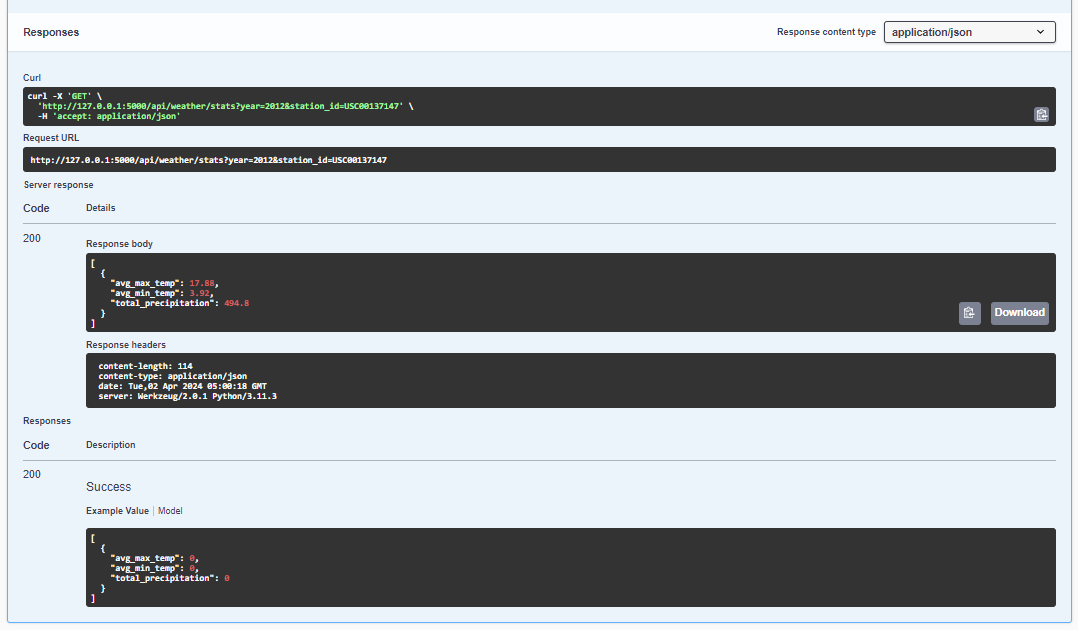 Responses
Response content type
application/json
Curl
curl -X 'GET' \
  'http://127.0.0.1:5000/api/weather/stats?year=2012&station_id=USC00137147' \
  -H 'accept: application/json'
Request URL
http://127.0.0.1:5000/api/weather/stats?year=2012&station_id=USC00137147
Server response
Code Details
200
Response body
[
  {
    "avg_max_temp": 17.88,
    "avg_min_temp": 3.92,
    "total_precipitation": 494.8
  }
]
Download
Response headers
content-length: 114
content-type: application/json
date: Tue,02 Apr 2024 05:00:18 GMT
server: Werkzeug/2.0.1 Python/3.11.3
Responses
Code Description
200
Success
Example Value | Model
[
  {
    "avg_max_temp": 0,
    "avg_min_temp": 0,
    "total_precipitation": 0
  }
]